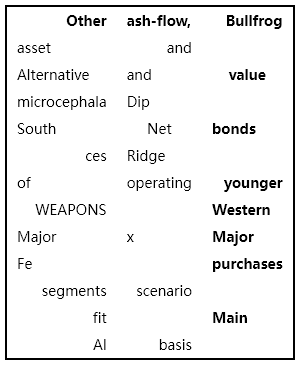 Other ash-flow, Bullfrog
asset and
Alternative and value
microcephala Dip
South Net bonds
ces Ridge
of operating younger
WEAPONS Western
Major x Major
Fe purchases
segments scenario
fit Main
Al basis